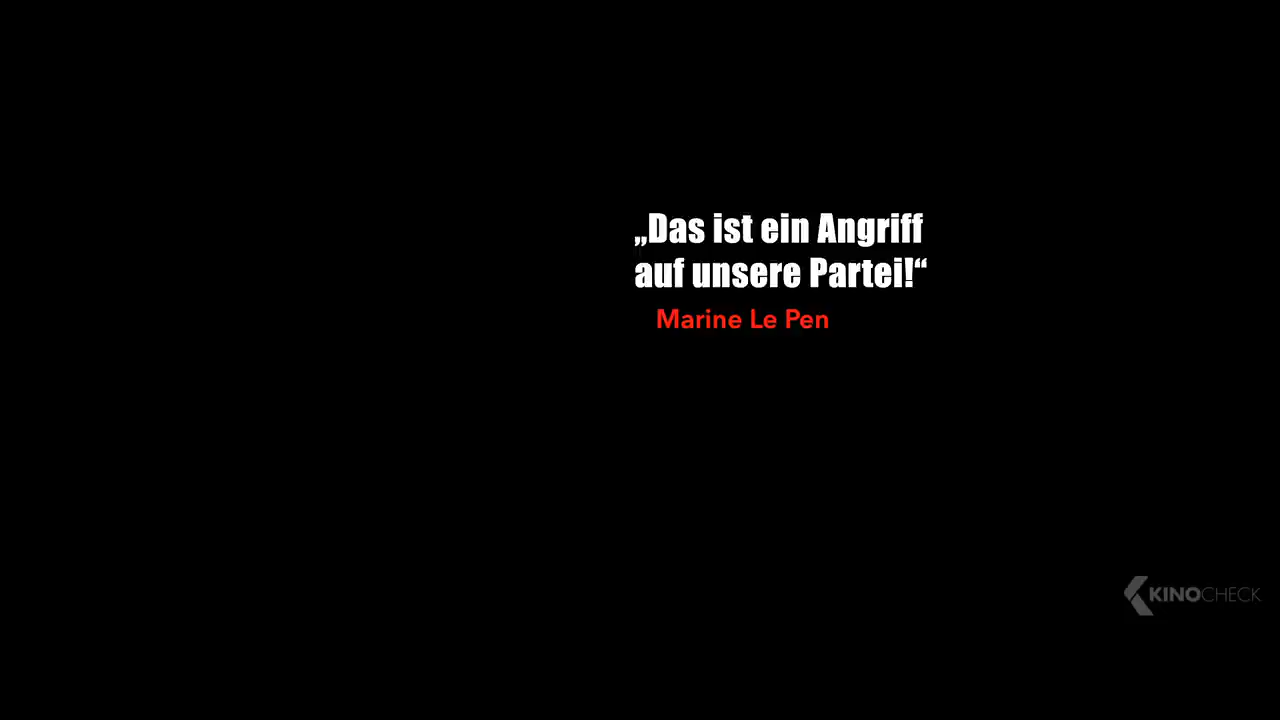 „Das ist ein Angriff
auf unsere Partei!“
Marine Le Pen
KINOCHECK